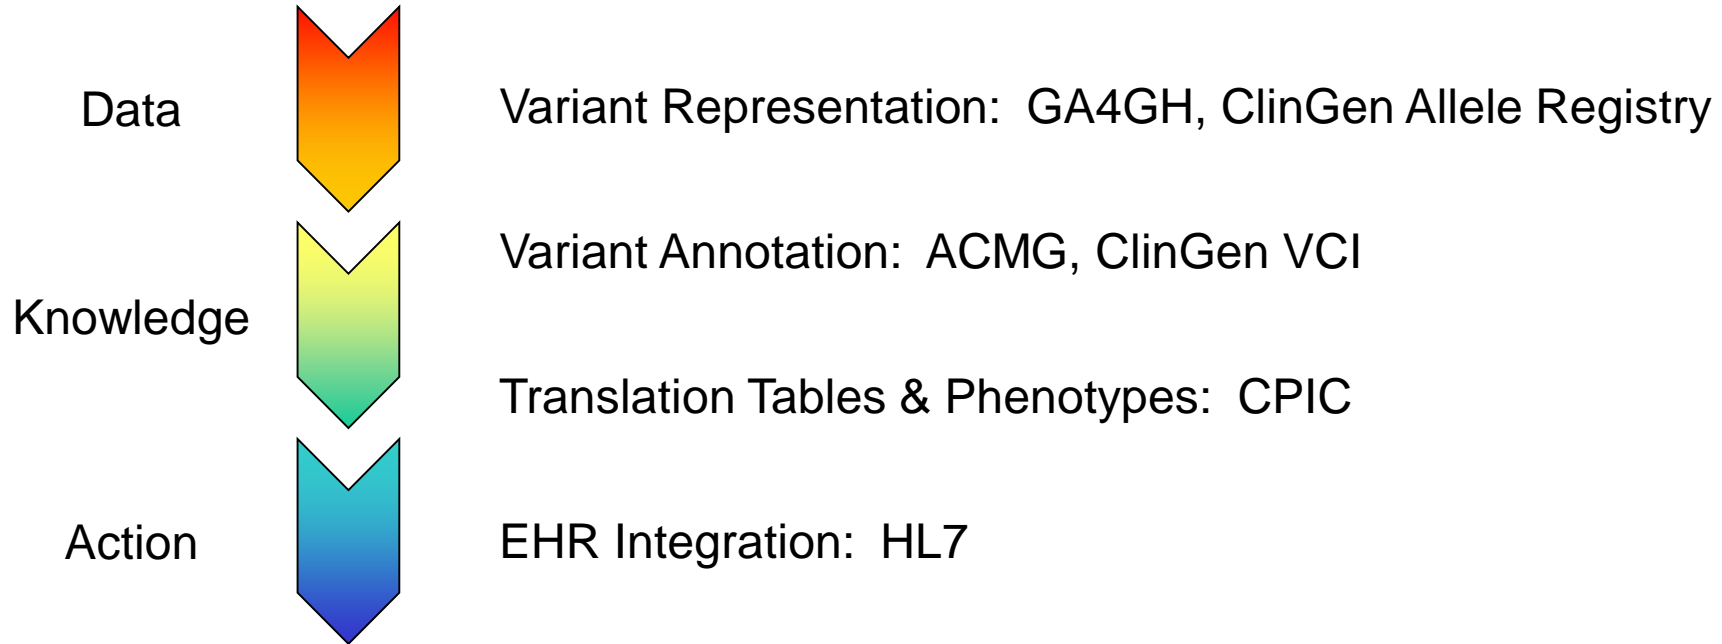 Data
Variant Representation:  GA4GH, ClinGen Allele Registry
Variant Annotation:  ACMG, ClinGen VCI
Knowledge
Translation Tables & Phenotypes:  CPIC
Action
EHR Integration:  HL7